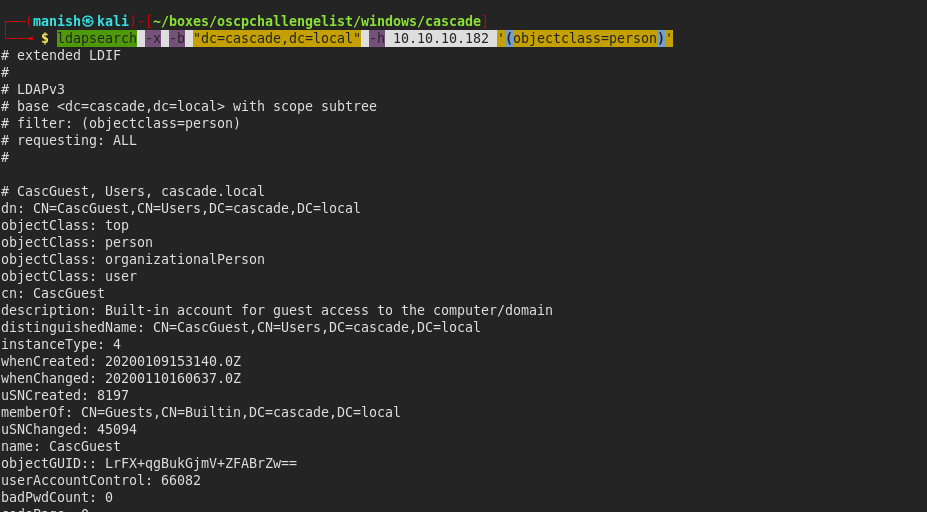 (manish㉿kali)-[~/boxes/oscpchallengelist/windows/cascade]
$ ldapsearch -x -b "dc=cascade,dc=local" -h 10.10.10.182 '(objectclass=person)'
# extended LDIF
#
# LDAPv3
# base <dc=cascade,dc=local> with scope subtree
# filter: (objectclass=person)
# requesting: ALL
#
# CascGuest, Users, cascade.local
dn: CN=CascGuest,CN=Users,DC=cascade,DC=local
objectClass: top
objectClass: person
objectClass: organizationalPerson
objectClass: user
cn: CascGuest
description: Built-in account for guest access to the computer/domain
distinguishedName: CN=CascGuest,CN=Users,DC=cascade,DC=local
instanceType: 4
whenCreated: 20200109153140.0Z
whenChanged: 20200110160637.0Z
uSNCreated: 8197
memberOf: CN=Guests,CN=Builtin,DC=cascade,DC=local
uSNChanged: 45094
name: CascGuest
objectGUID:: LrFX+qgBukGjmV+ZFABrZw==
userAccountControl: 66082
badPwdCount: 0